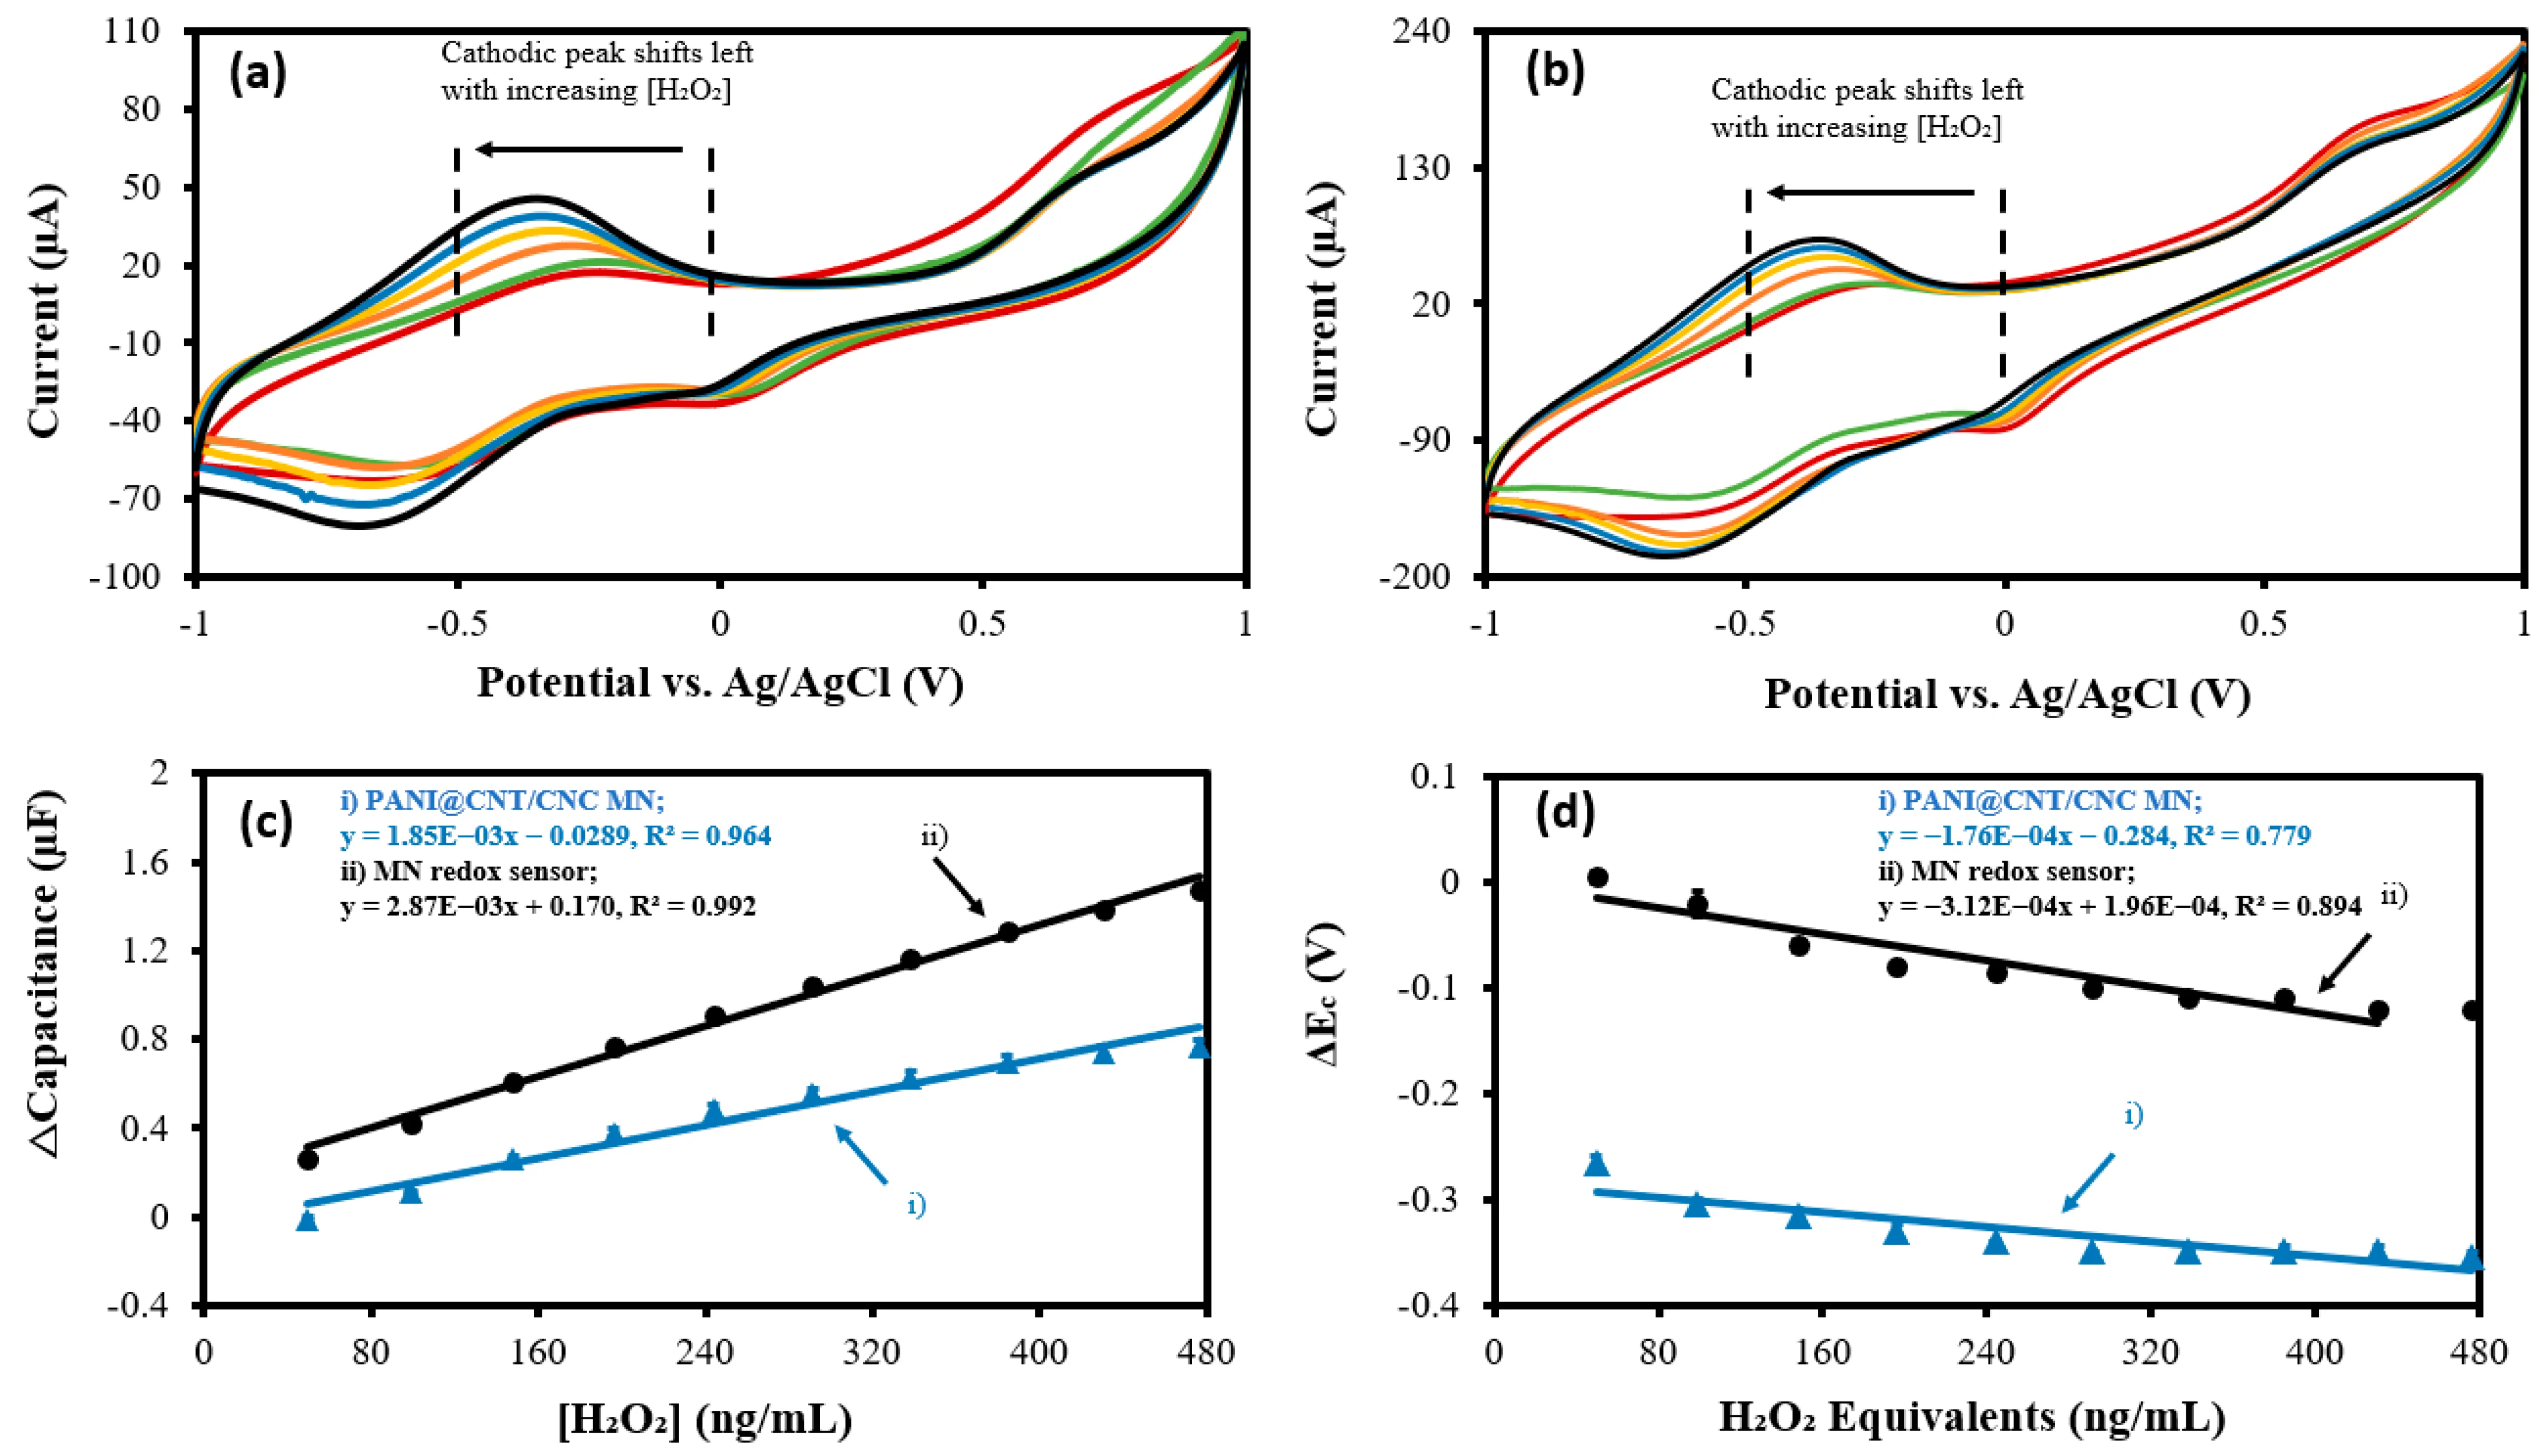 (a)
Cathodic peak shifts left
with increasing [H₂O₂]
110
80
50
20
-10
-40
-70
-100
Current (µA)
-1
-0.5
0
0.5
1
Potential vs. Ag/AgCl (V)
(b)
Cathodic peak shifts left
with increasing [H₂O₂]
240
130
20
-90
-200
Current (µA)
-1
-0.5
0
0.5
1
Potential vs. Ag/AgCl (V)
(c)
i) PANI@CNT/CNC MN;
y = 1.85E−03x − 0.0289, R² = 0.964
ii) MN redox sensor;
y = 2.87E−03x + 0.170, R² = 0.992
ii)
i)
2
1.6
1.2
0.8
0.4
0
-0.4
△Capacitance (µF)
0
80
160
240
320
400
480
[H₂O₂] (ng/mL)
(d)
i) PANI@CNT/CNC MN;
y = −1.76E−04x − 0.284, R² = 0.779
ii) MN redox sensor;
y = −3.12E−04x + 1.96E−04, R² = 0.894
ii)
i)
0.1
0
-0.1
-0.2
-0.3
-0.4
ΔEc (V)
0
80
160
240
320
400
480
H₂O₂ Equivalents (ng/mL)